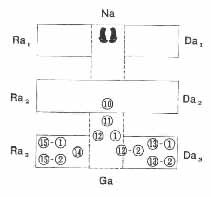 Na
Ra₁ Da₁
Ra₂ ⑩ Da₂
⑪
⑫ ①
⑮-① ⑫-② ⑬-①
Ra₃ ⑭ Da₃
⑮-② ⑬-②
Ga